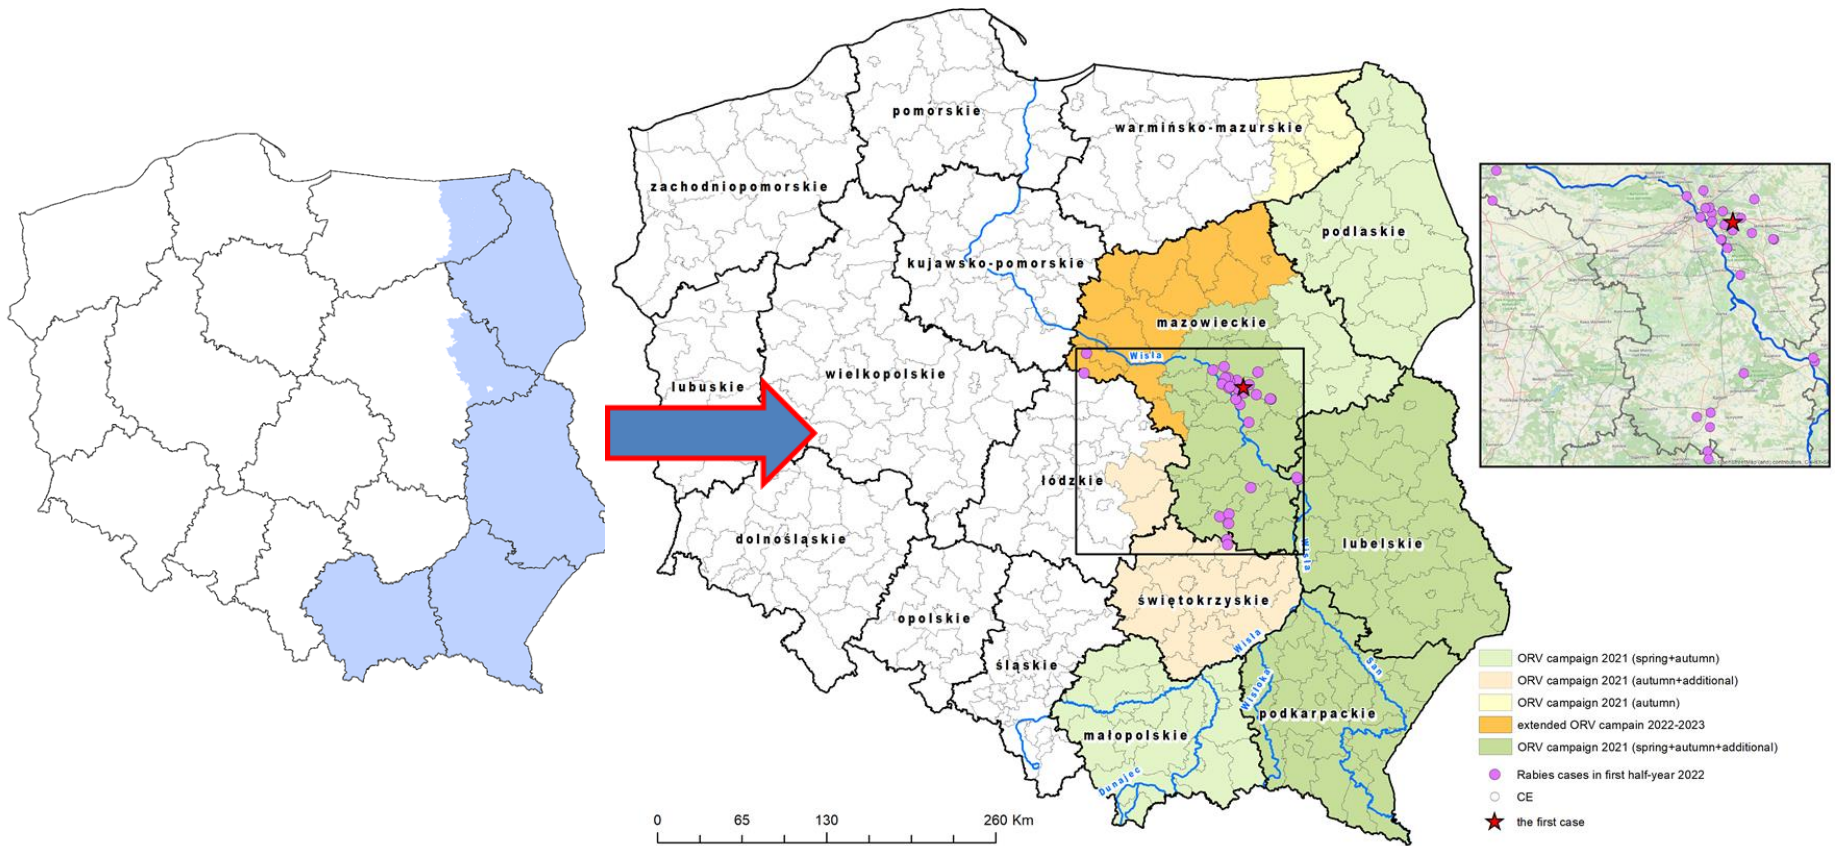 pomorskie
warmińsko-mazurskie
zachodniopomorskie
podlaskie
kujawsko-pomorskie
mazowieckie
Wisła
lubuskie
wielkopolskie
łódzkie
dolnośląskie
lubelskie
Wisła
świętokrzyskie
opolskie
Wisła
śląskie
San
Wisłoka
podkarpackie
małopolskie
Dunajec
ORV campaign 2021 (spring+autumn)
ORV campaign 2021 (autumn+additional)
ORV campaign 2021 (autumn)
extended ORV campain 2022-2023
ORV campaign 2021 (spring+autumn+additional)
Rabies cases in first half-year 2022
CE
the first case
0 65 130 260 Km